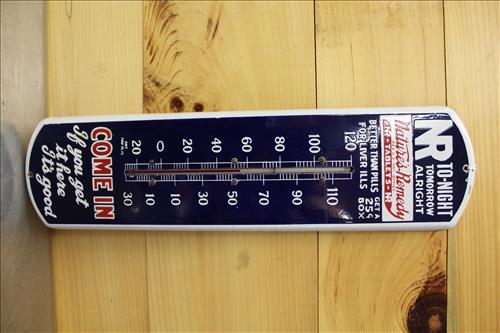 NR TO-NIGHT
TOMORROW
ALRIGHT
Nature's Remedy
NR-TABLETS-NR
BETTER THAN PILLS
FOR LIVER ILLS
GET A
25¢
BOX
120
100
110
80
90
60
70
40
50
20
30
0
10
20
10
30
COME IN
If you get
it here
It's good